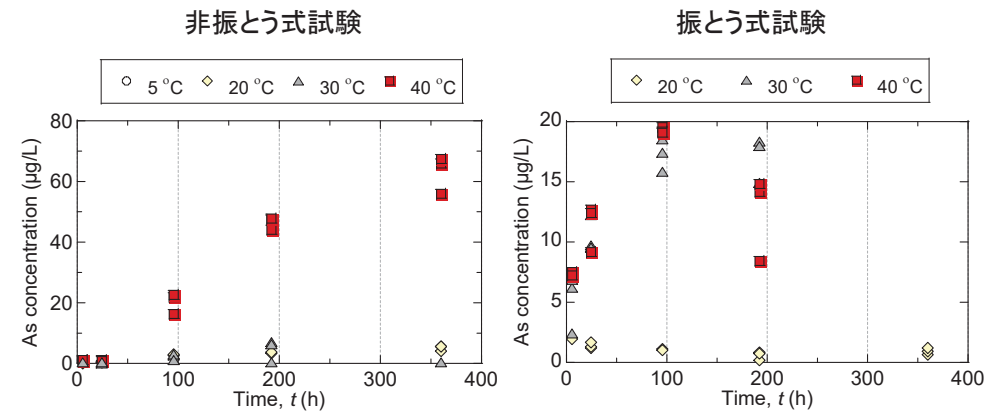 非振とう式試験
振とう式試験
5 °C 20 °C 30 °C 40 °C
20 °C 30 °C 40 °C
As concentration (μg/L)
80
60
40
20
0
0 100 200 300 400
Time, t (h)
As concentration (μg/L)
20
15
10
5
0
0 100 200 300 400
Time, t (h)